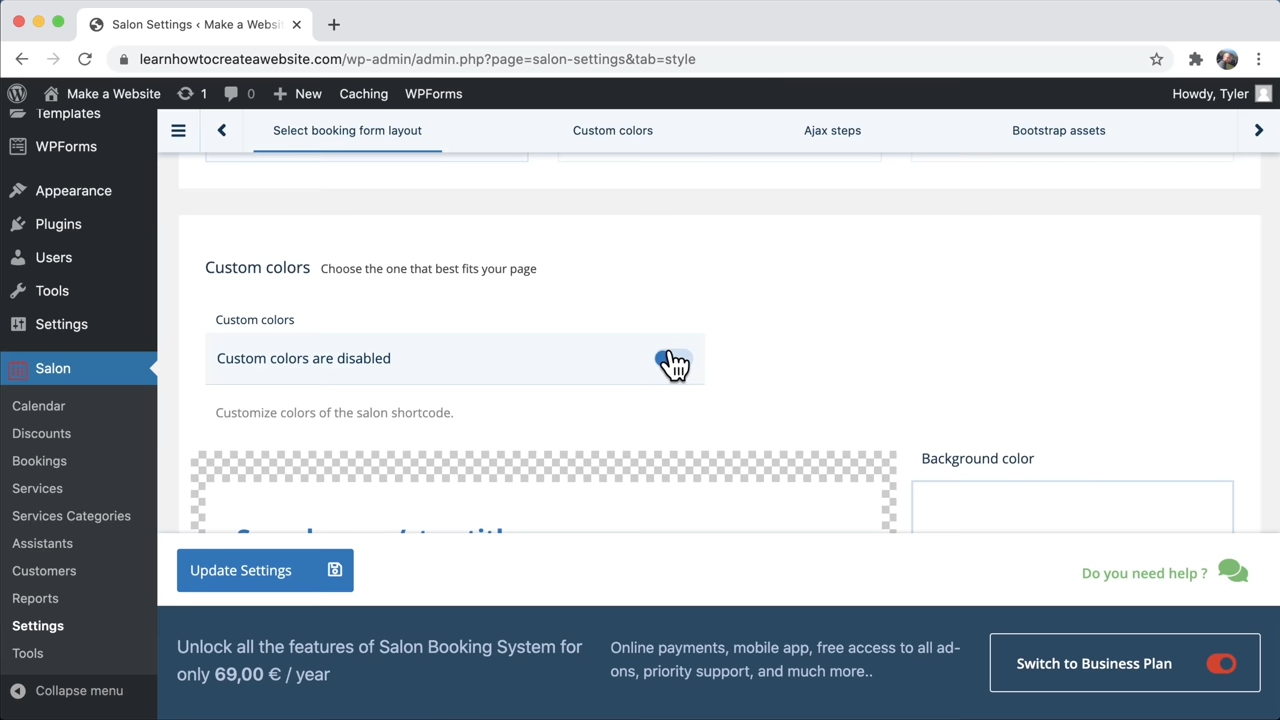 Salon Settings ‹ Make a Websi
learnhowtocreateawebsite.com/wp-admin/admin.php?page=salon-settings&tab=style
Make a Website
1
0
New
Caching
WPForms
Howdy, Tyler
Templates
WPForms
Appearance
Plugins
Users
Tools
Settings
Salon
Calendar
Discounts
Bookings
Services
Services Categories
Assistants
Customers
Reports
Settings
Tools
Collapse menu
Select booking form layout
Custom colors
Ajax steps
Bootstrap assets
Custom colors Choose the one that best fits your page
Custom colors
Custom colors are disabled
Customize colors of the salon shortcode.
Background color
Update Settings
Do you need help ?
Unlock all the features of Salon Booking System for
only 69,00 € / year
Online payments, mobile app, free access to all ad-
ons, priority support, and much more..
Switch to Business Plan